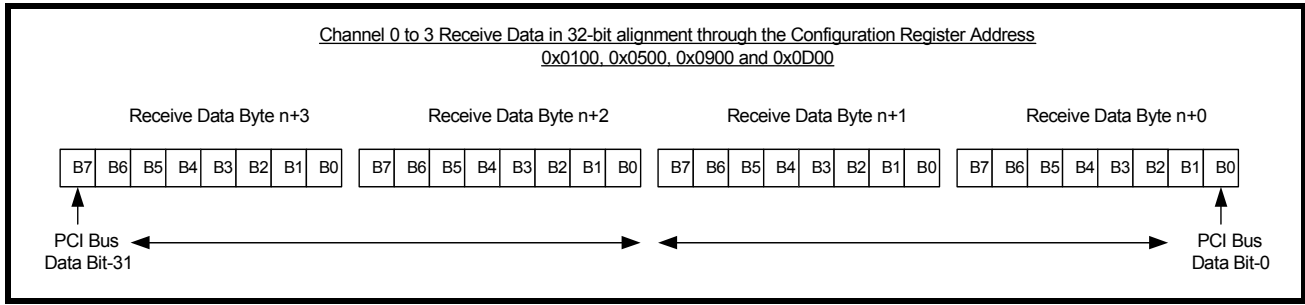 Channel 0 to 3 Receive Data in 32-bit alignment through the Configuration Register Address
0x0100, 0x0500, 0x0900 and 0x0D00
Receive Data Byte n+3 Receive Data Byte n+2 Receive Data Byte n+1 Receive Data Byte n+0
B7 B6 B5 B4 B3 B2 B1 B0 B7 B6 B5 B4 B3 B2 B1 B0 B7 B6 B5 B4 B3 B2 B1 B0 B7 B6 B5 B4 B3 B2 B1 B0
PCI Bus PCI Bus
Data Bit-31 Data Bit-0